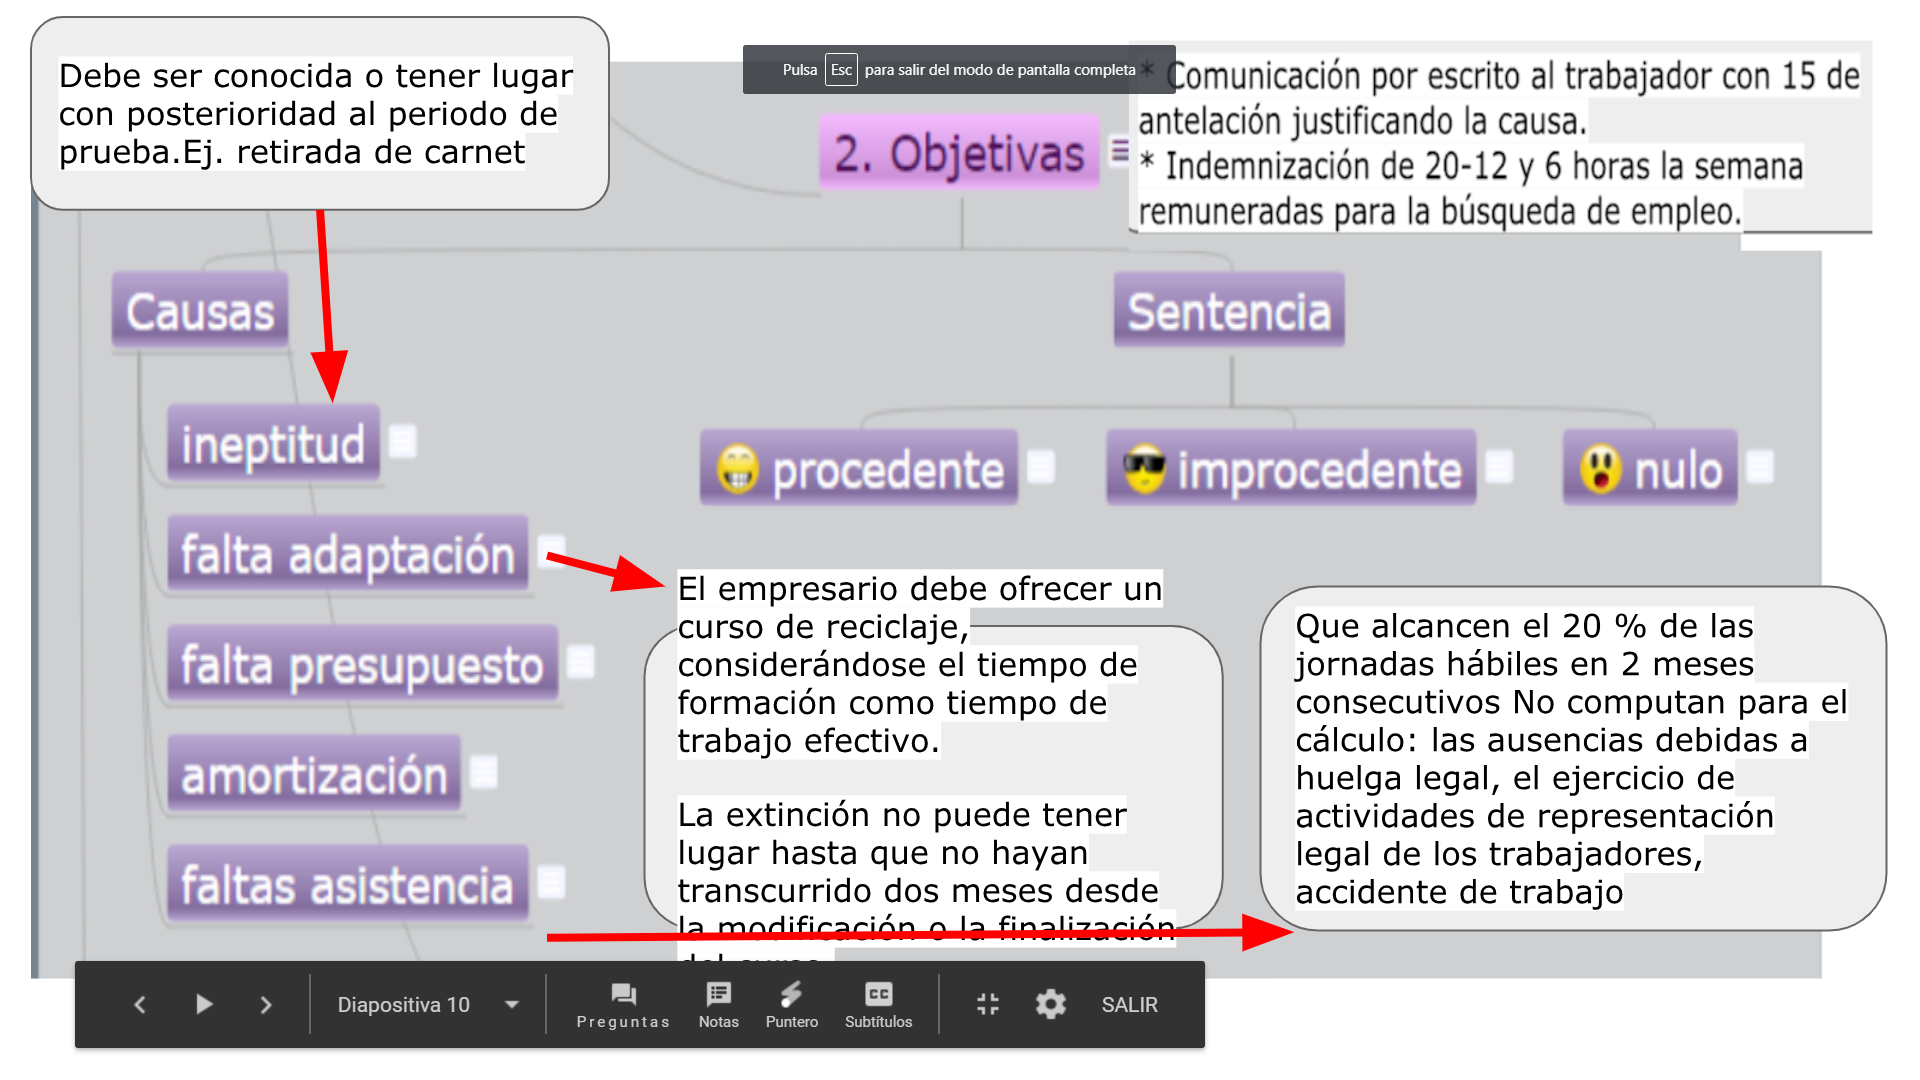 Debe ser conocida o tener lugar
con posterioridad al periodo de
prueba.Ej. retirada de carnet
Pulsa Esc para salir del modo de pantalla completa
* Comunicación por escrito al trabajador con 15 de
antelación justificando la causa.
* Indemnización de 20-12 y 6 horas la semana
remuneradas para la búsqueda de empleo.
2. Objetivas
Causas
Sentencia
ineptitud
falta adaptación
falta presupuesto
amortización
faltas asistencia
procedente
improcedente
nulo
El empresario debe ofrecer un
curso de reciclaje,
considerándose el tiempo de
formación como tiempo de
trabajo efectivo.
La extinción no puede tener
lugar hasta que no hayan
transcurrido dos meses desde
la modificación o la finalización
del curso.
Que alcancen el 20 % de las
jornadas hábiles en 2 meses
consecutivos No computan para el
cálculo: las ausencias debidas a
huelga legal, el ejercicio de
actividades de representación
legal de los trabajadores,
accidente de trabajo
Diapositiva 10
Preguntas
Notas
Puntero
CC
Subtítulos
SALIR